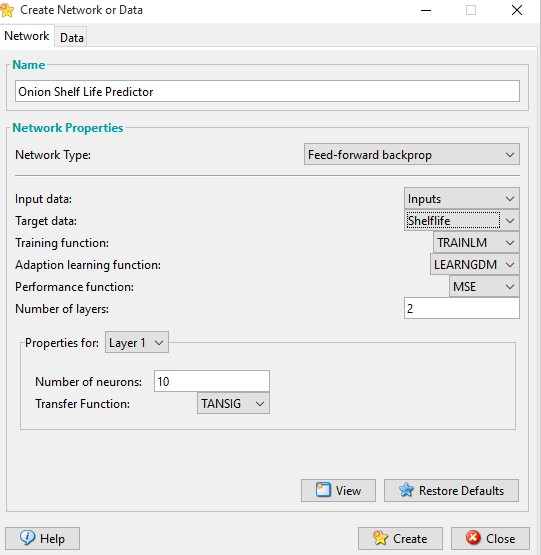 Create Network or Data
Network Data
Name
Onion Shelf Life Predictor
Network Properties
Network Type: Feed-forward backprop
Input data: Inputs
Target data: Shelflife
Training function: TRAINLM
Adaption learning function: LEARNGDM
Performance function: MSE
Number of layers: 2
Properties for: Layer 1
Number of neurons: 10
Transfer Function: TANSIG
View Restore Defaults
Help Create Close